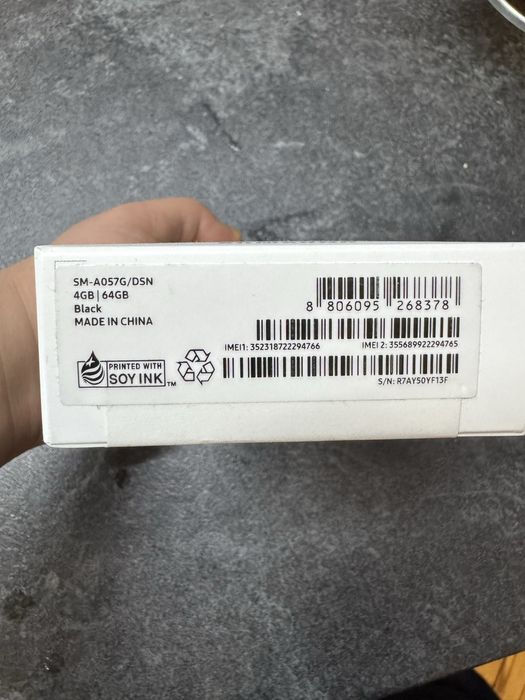 SM-A057G/DSN
4GB | 64GB
Black
MADE IN CHINA
8 806095 268378
IMEI1: 352318722294766
IMEI 2: 355689922294765
PRINTED WITH
SOY INK™
S/N: R7AY50YF13F